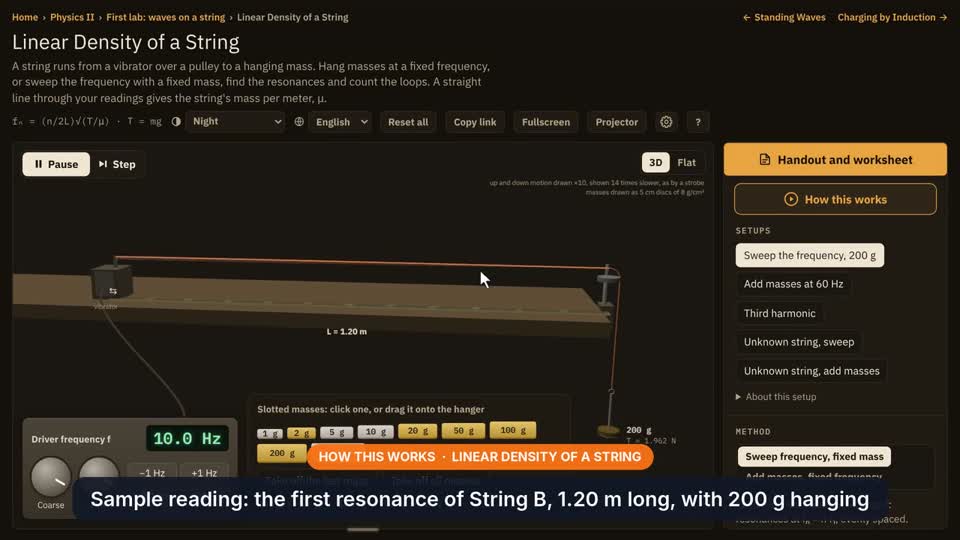 Home › Physics II › First lab: waves on a string › Linear Density of a String
← Standing Waves Charging by Induction →
Linear Density of a String
A string runs from a vibrator over a pulley to a hanging mass. Hang masses at a fixed frequency,
or sweep the frequency with a fixed mass, find the resonances and count the loops. A straight
line through your readings gives the string's mass per meter, μ.
fₙ = (n/2L)√(T/μ) · T = mg
Night
English
Reset all
Copy link
Fullscreen
Projector
?
Pause
Step
3D
Flat
up and down motion drawn ×10, shown 14 times slower, as by a strobe
masses drawn as 5 cm discs of 8 g/cm³
vibrator
L = 1.20 m
200 g
T = 1.962 N
Driver frequency f
10.0 Hz
Coarse
−1 Hz
+1 Hz
Slotted masses: click one, or drag it onto the hanger
1 g
2 g
5 g
10 g
20 g
50 g
100 g
200 g
HOW THIS WORKS · LINEAR DENSITY OF A STRING
Sample reading: the first resonance of String B, 1.20 m long, with 200 g hanging
Handout and worksheet
How this works
SETUPS
Sweep the frequency, 200 g
Add masses at 60 Hz
Third harmonic
Unknown string, sweep
Unknown string, add masses
About this setup
METHOD
Sweep frequency, fixed mass
Add masses, fixed frequency